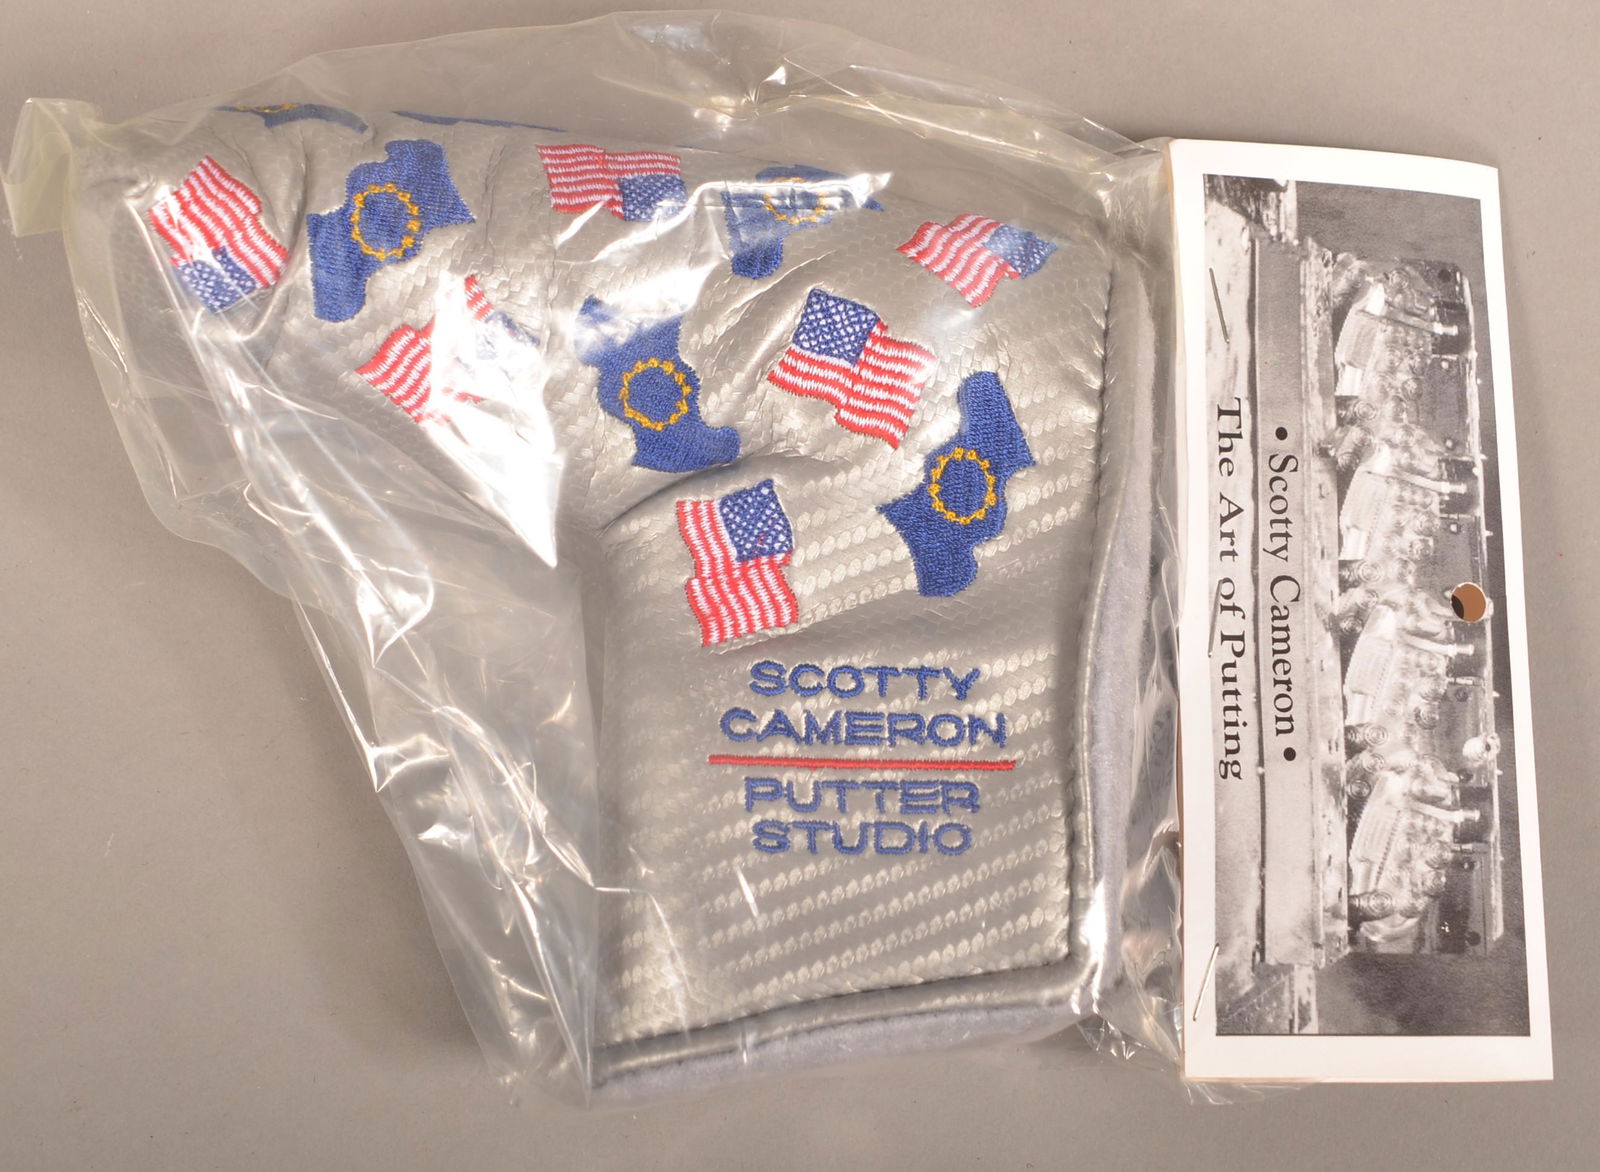 SCOTTY
CAMERON
PUTTER
STUDIO
• Scotty Cameron •
The Art of Putting